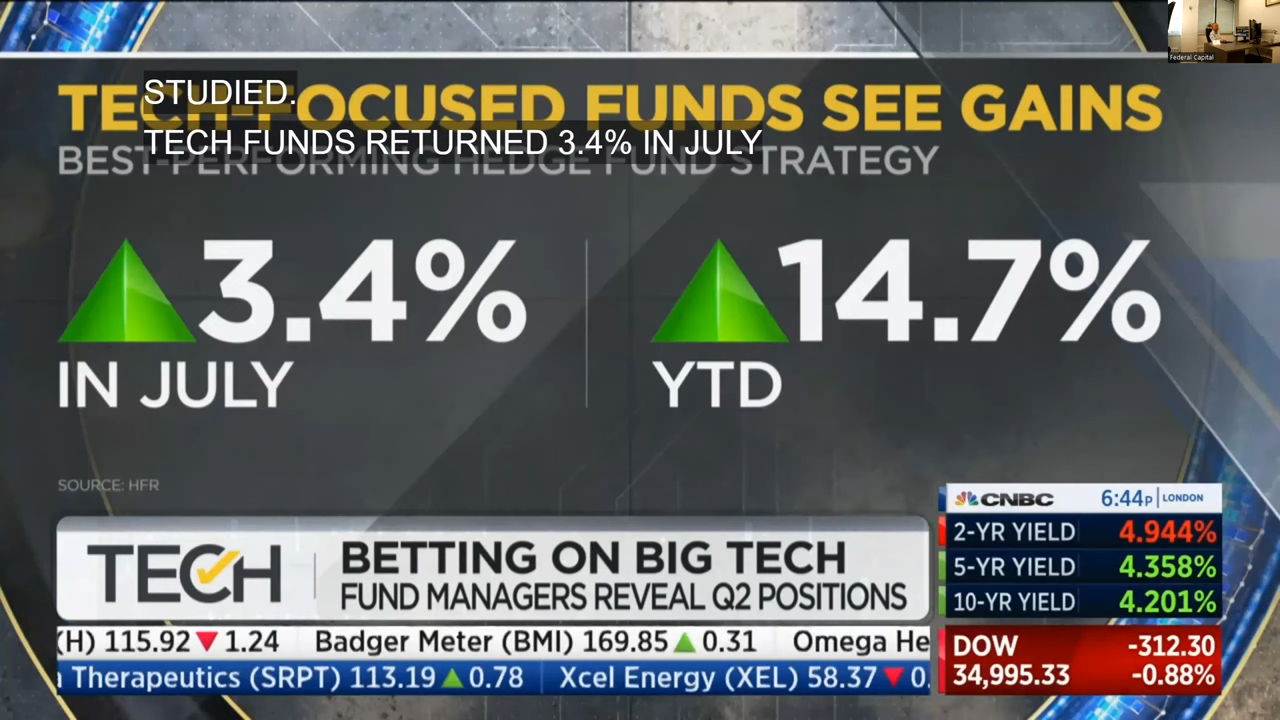 Federal Capital
TECH-FOCUSED FUNDS SEE GAINS
STUDIED.
TECH FUNDS RETURNED 3.4% IN JULY
BEST-PERFORMING HEDGE FUND STRATEGY
3.4%
IN JULY
14.7%
YTD
SOURCE: HFR
TECH
BETTING ON BIG TECH
FUND MANAGERS REVEAL Q2 POSITIONS
CNBC 6:44P LONDON
2-YR YIELD 4.944%
5-YR YIELD 4.358%
10-YR YIELD 4.201%
DOW -312.30
34,995.33 -0.88%
(H) 115.92 ▼ 1.24 Badger Meter (BMI) 169.85 ▲ 0.31 Omega He
Therapeutics (SRPT) 113.19 ▲ 0.78 Xcel Energy (XEL) 58.37 ▼ 0.